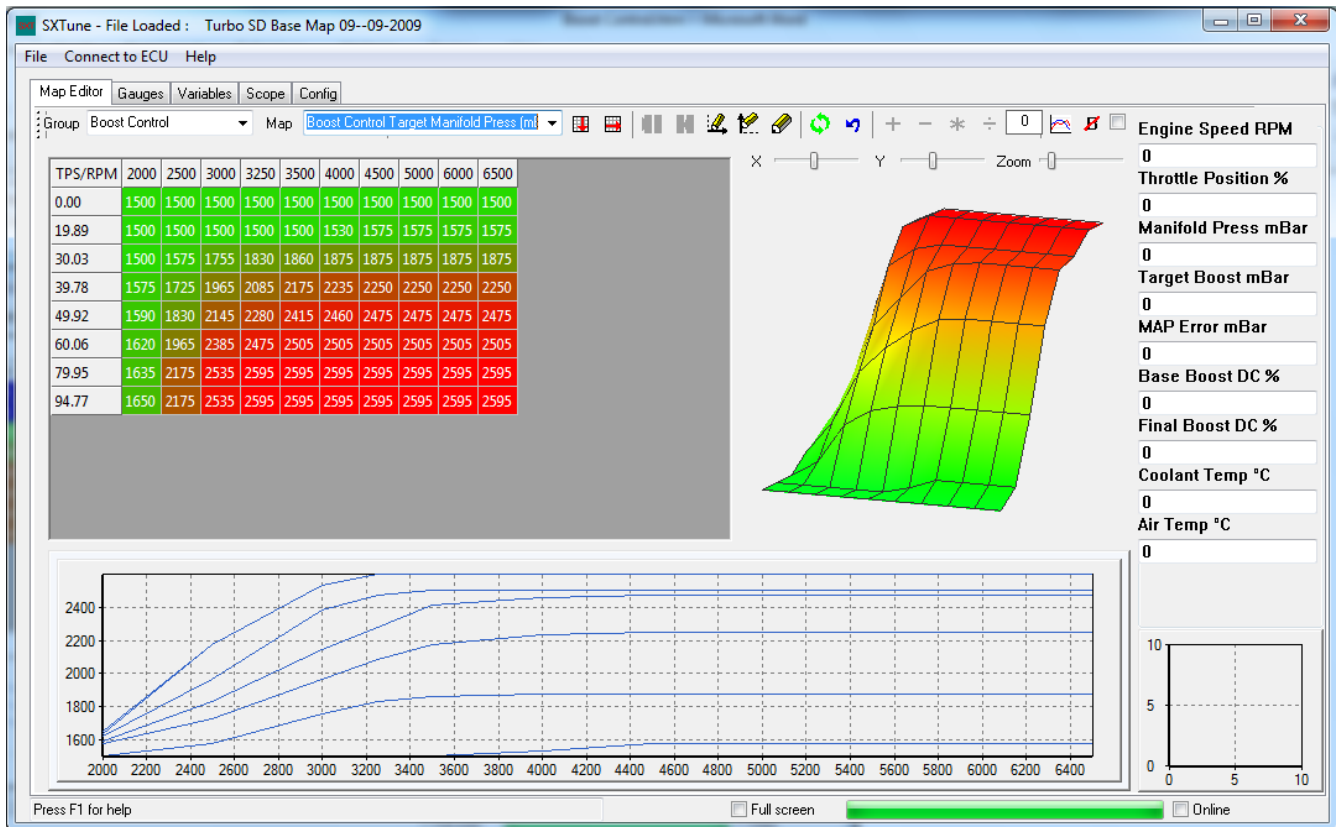 SXTune - File Loaded : Turbo SD Base Map 09--09-2009
File Connect to ECU Help
Map Editor Gauges Variables Scope Config
Group Boost Control Map Boost Control Target Manifold Press (mB 0
X Y Zoom
TPS/RPM 2000 2500 3000 3250 3500 4000 4500 5000 6000 6500
0.00 1500 1500 1500 1500 1500 1500 1500 1500 1500 1500
19.89 1500 1500 1500 1500 1500 1530 1575 1575 1575 1575
30.03 1500 1575 1755 1830 1860 1875 1875 1875 1875 1875
39.78 1575 1725 1965 2085 2175 2235 2250 2250 2250 2250
49.92 1590 1830 2145 2280 2415 2460 2475 2475 2475 2475
60.06 1620 1965 2385 2475 2505 2505 2505 2505 2505 2505
79.95 1635 2175 2535 2595 2595 2595 2595 2595 2595 2595
94.77 1650 2175 2535 2595 2595 2595 2595 2595 2595 2595
Engine Speed RPM
0
Throttle Position %
0
Manifold Press mBar
0
Target Boost mBar
0
MAP Error mBar
0
Base Boost DC %
0
Final Boost DC %
0
Coolant Temp ºC
0
Air Temp ºC
0
2400
2200
2000
1800
1600
2000 2200 2400 2600 2800 3000 3200 3400 3600 3800 4000 4200 4400 4600 4800 5000 5200 5400 5600 5800 6000 6200 6400
10
5
0
0 5 10
Press F1 for help Full screen Online